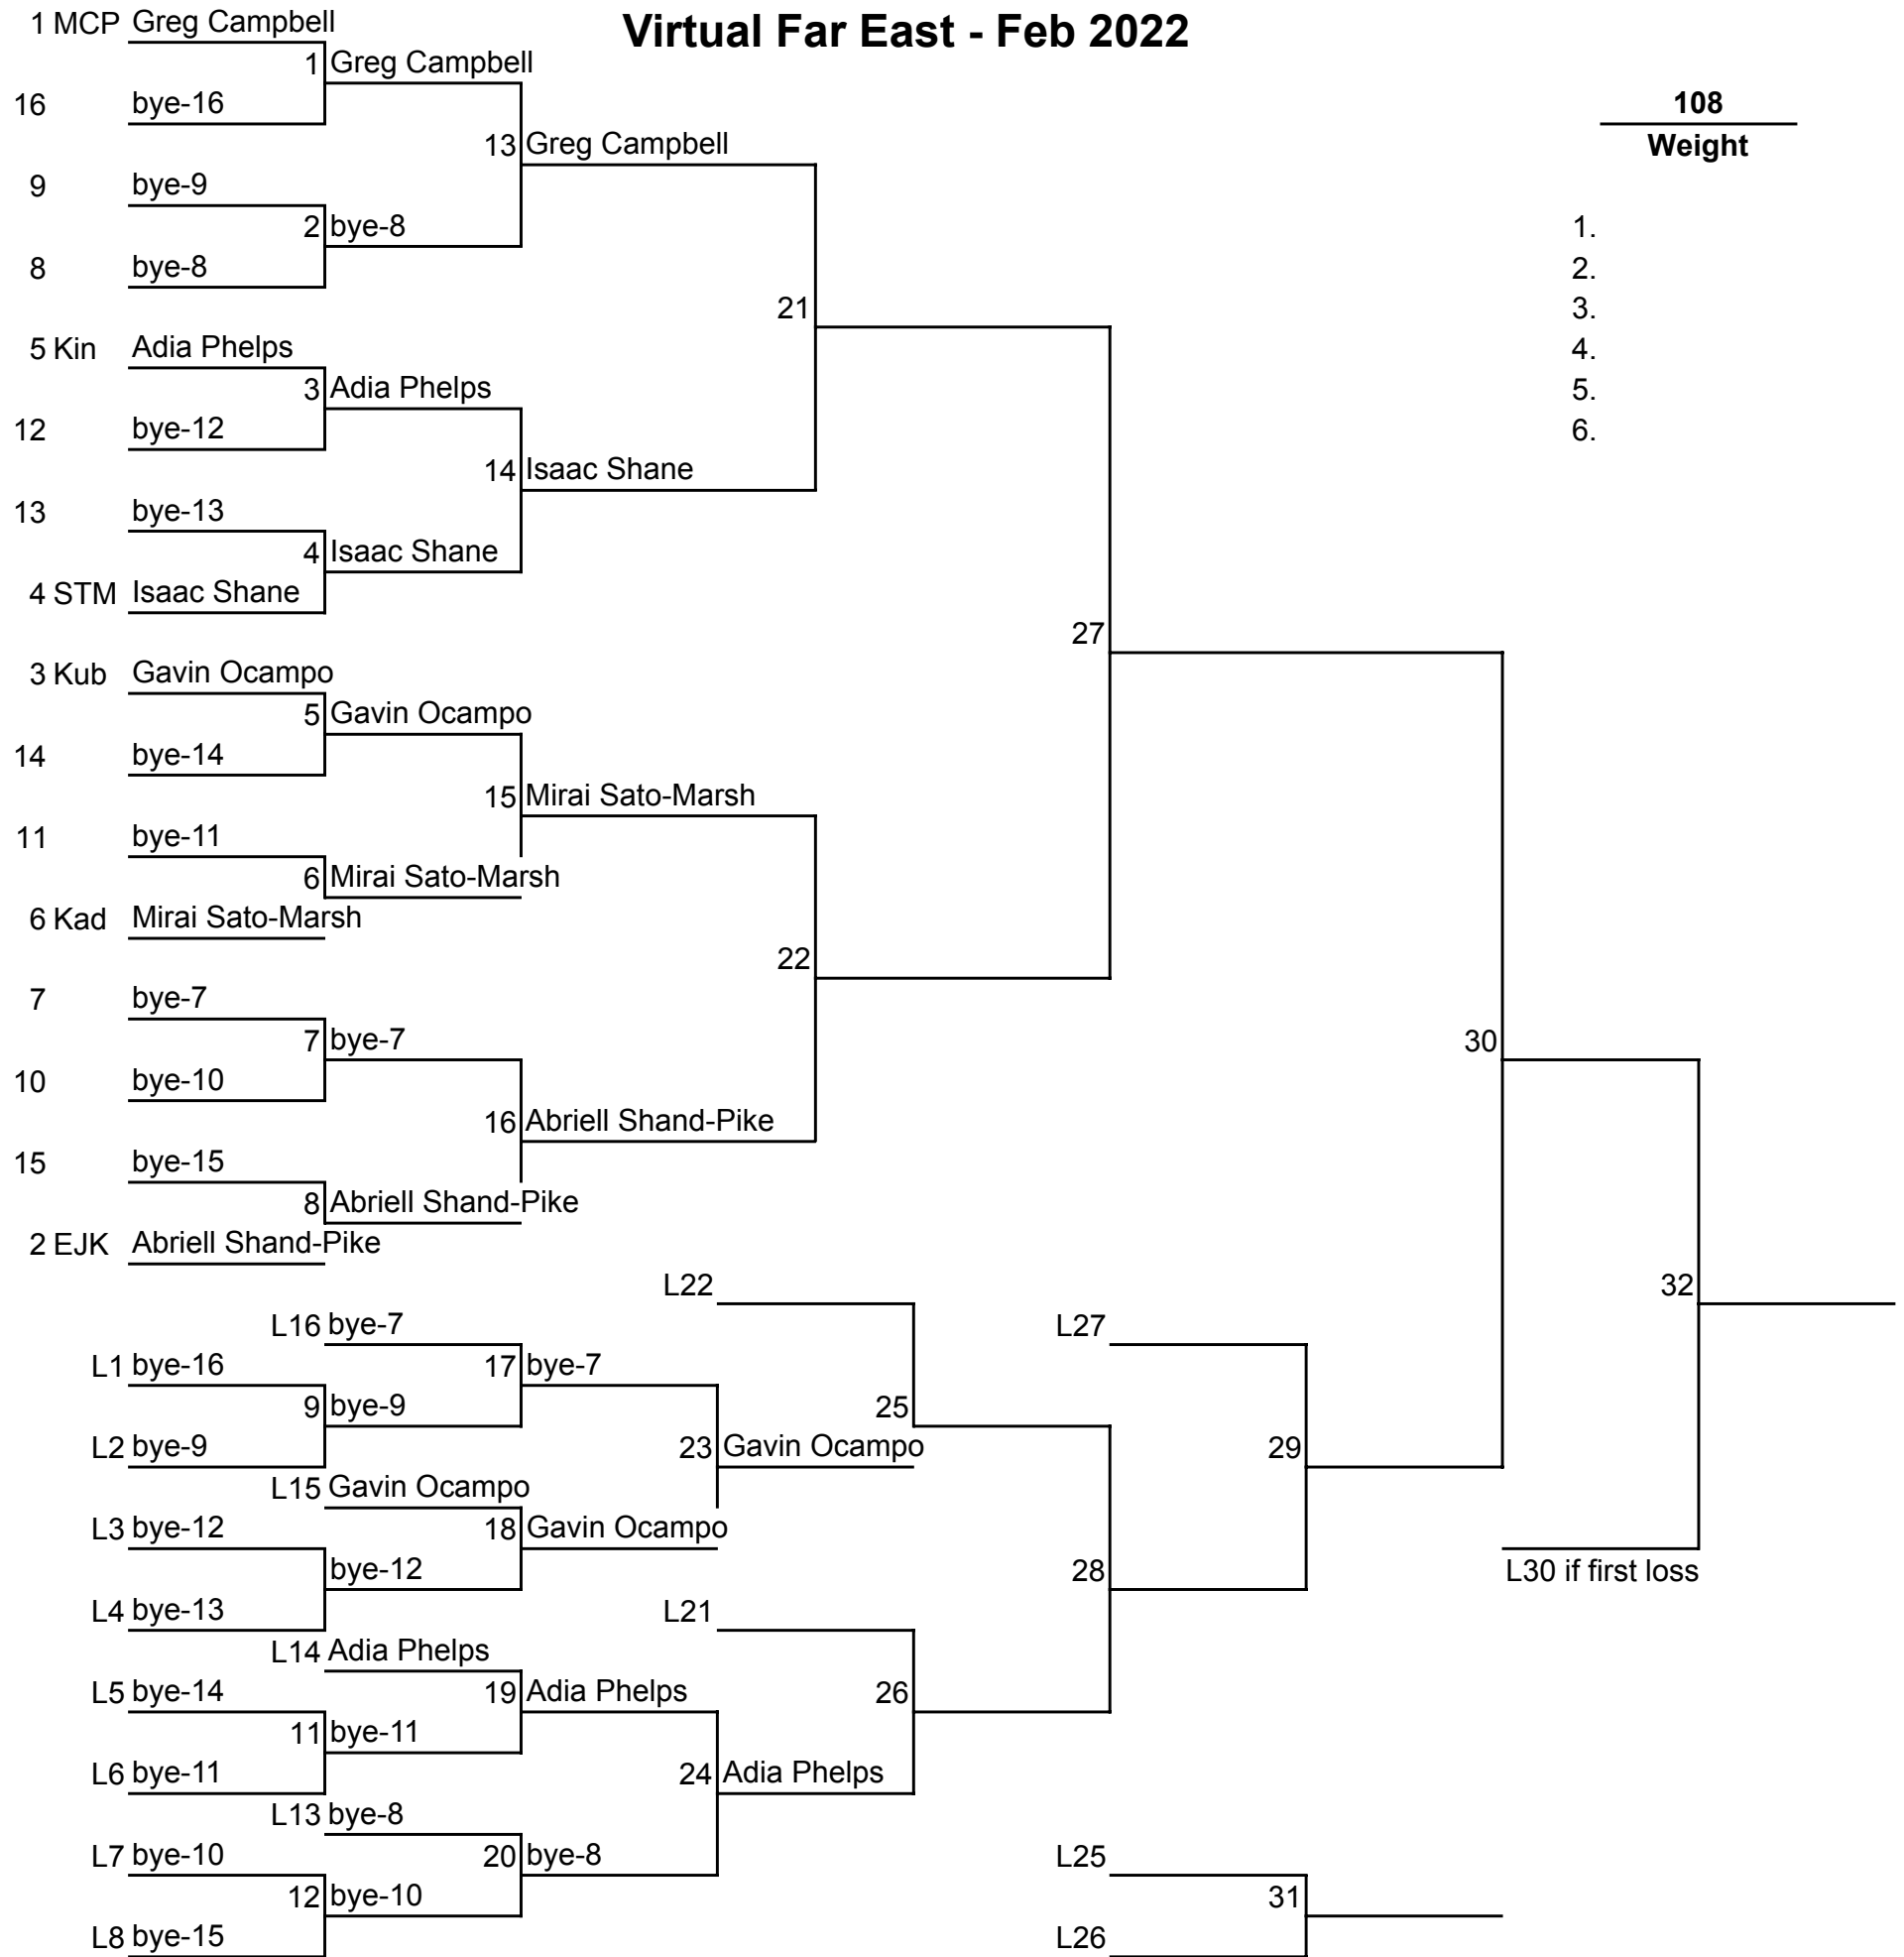 Virtual Far East - Feb 2022
1 MCP Greg Campbell
1 Greg Campbell
16 bye-16
108
13 Greg Campbell
Weight
9 bye-9
2 bye-8
1.
8 bye-8
2.
21
3.
5 Kin Adia Phelps
4.
3 Adia Phelps
5.
12 bye-12
6.
14 Isaac Shane
13 bye-13
4 Isaac Shane
4 STM Isaac Shane
27
3 Kub Gavin Ocampo
5 Gavin Ocampo
14 bye-14
15 Mirai Sato-Marsh
11 bye-11
6 Mirai Sato-Marsh
6 Kad Mirai Sato-Marsh
22
7 bye-7
7 bye-7
30
10 bye-10
16 Abriell Shand-Pike
15 bye-15
8 Abriell Shand-Pike
2 EJK Abriell Shand-Pike
L22
32
L16 bye-7
L27
L1 bye-16
17 bye-7
9 bye-9
25
L2 bye-9
23 Gavin Ocampo
29
L15 Gavin Ocampo
L3 bye-12
18 Gavin Ocampo
bye-12
28
L30 if first loss
L4 bye-13
L21
L14 Adia Phelps
L5 bye-14
19 Adia Phelps
26
11 bye-11
L6 bye-11
24 Adia Phelps
L13 bye-8
L7 bye-10
20 bye-8
L25
12 bye-10
31
L8 bye-15
L26